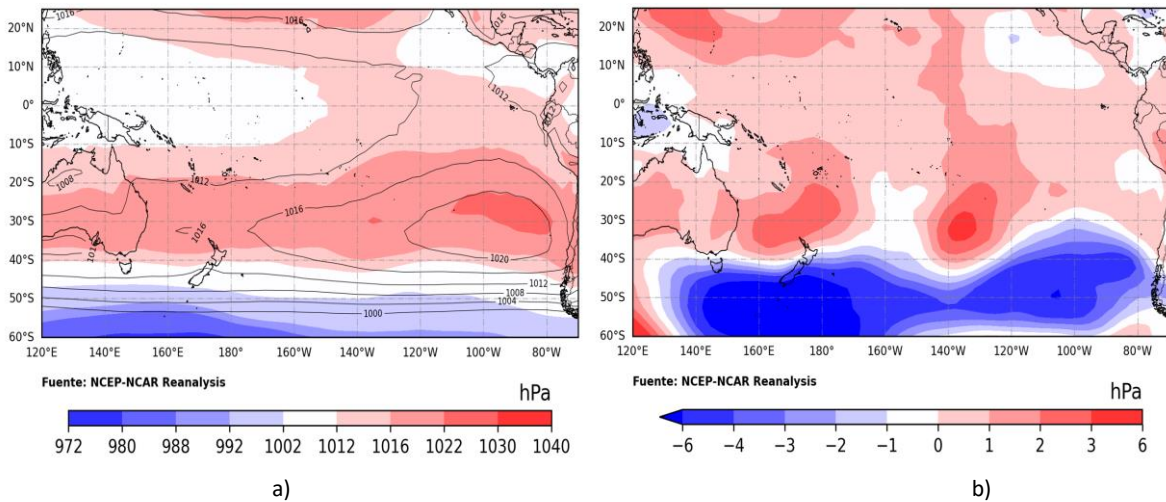 1016 1016
1012
1012
1008 1012
1016 1016
1016 1020
1012
1008
1004
1000
20°N 20°N
10°N 10°N
0° 0°
10°S 10°S
20°S 20°S
30°S 30°S
40°S 40°S
50°S 50°S
60°S 60°S
120°E 140°E 160°E 180° 160°W 140°W 120°W 100°W 80°W 120°E 140°E 160°E 180° 160°W 140°W 120°W 100°W 80°W
Fuente: NCEP-NCAR Reanalysis Fuente: NCEP-NCAR Reanalysis
hPa hPa
972 980 988 992 1002 1012 1016 1022 1030 1040 −6 −4 −3 −2 −1 0 1 2 3 6
a) b)